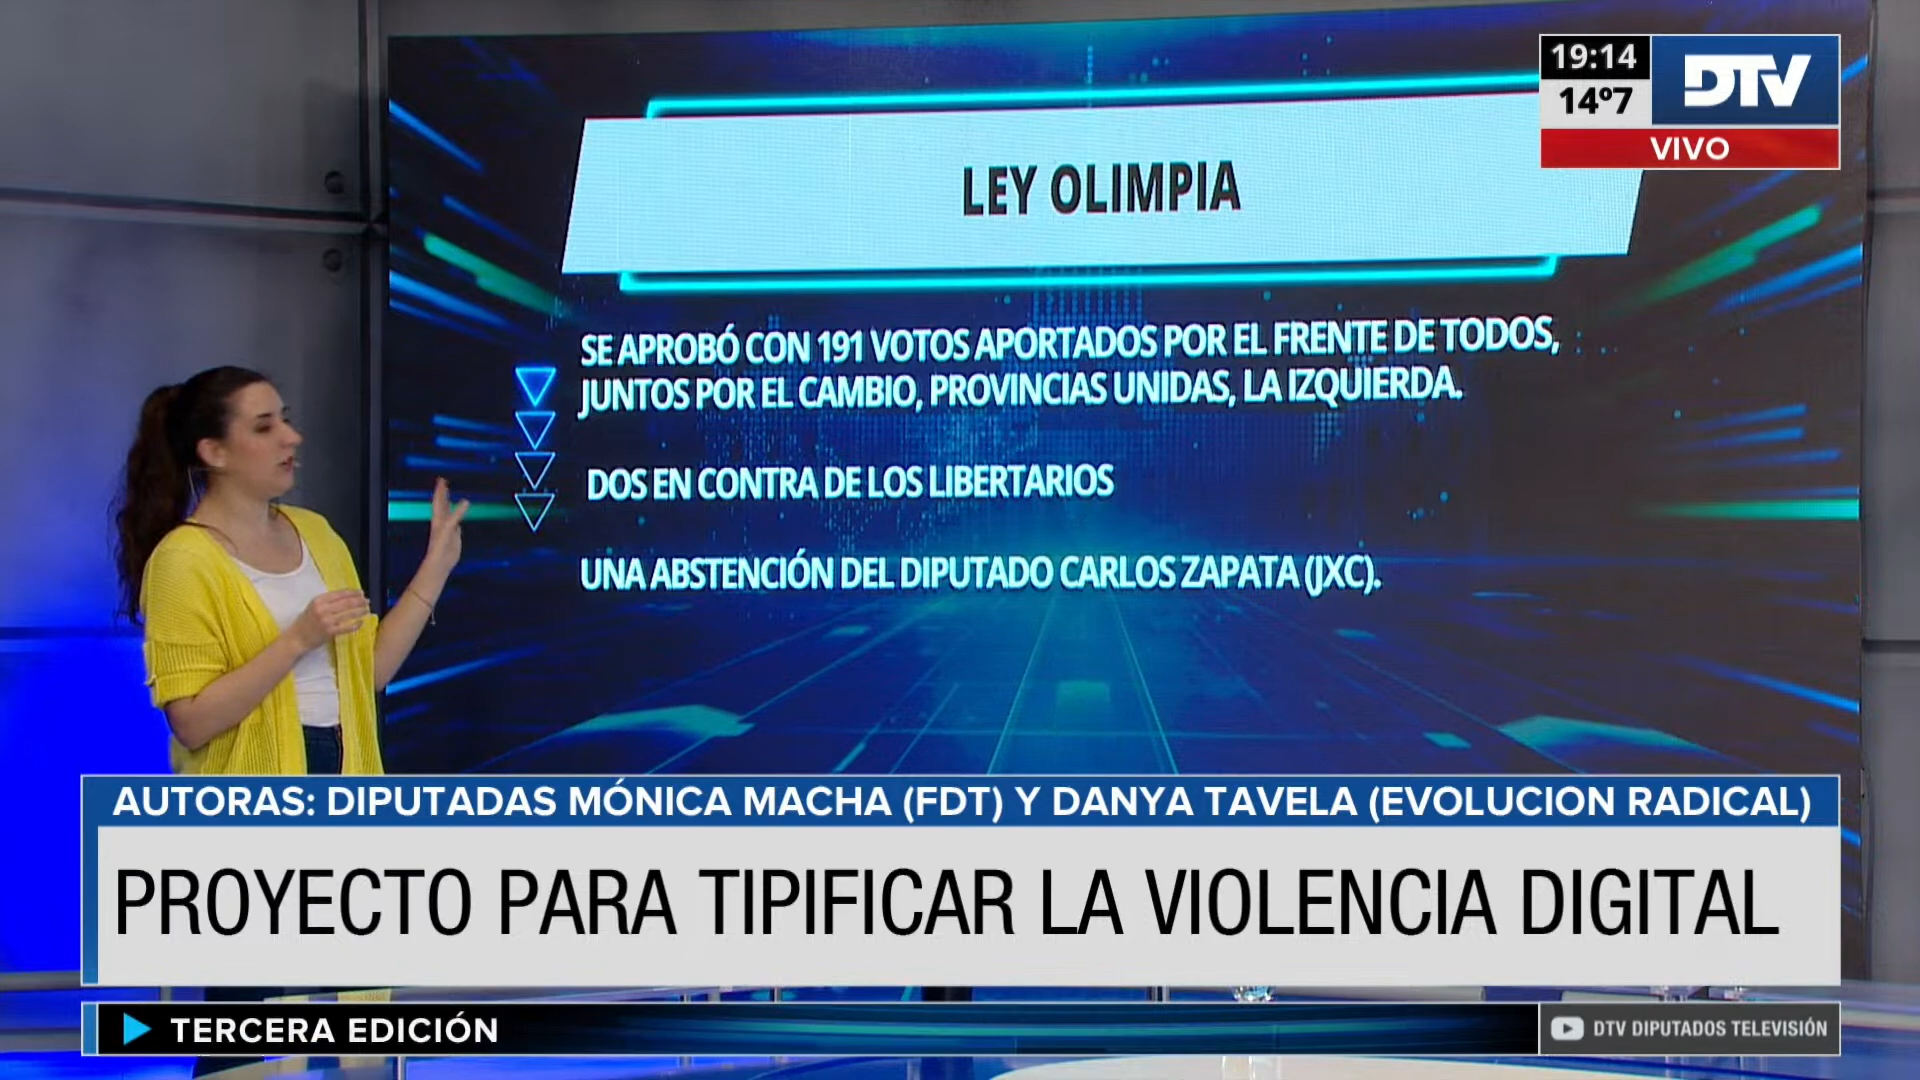 19:14
14º7
DTV
VIVO
LEY OLIMPIA
SE APROBÓ CON 191 VOTOS APORTADOS POR EL FRENTE DE TODOS,
JUNTOS POR EL CAMBIO, PROVINCIAS UNIDAS, LA IZQUIERDA.
DOS EN CONTRA DE LOS LIBERTARIOS
UNA ABSTENCIÓN DEL DIPUTADO CARLOS ZAPATA (JXC).
AUTORAS: DIPUTADAS MÓNICA MACHA (FDT) Y DANYA TAVELA (EVOLUCION RADICAL)
PROYECTO PARA TIPIFICAR LA VIOLENCIA DIGITAL
TERCERA EDICIÓN
DTV DIPUTADOS TELEVISIÓN